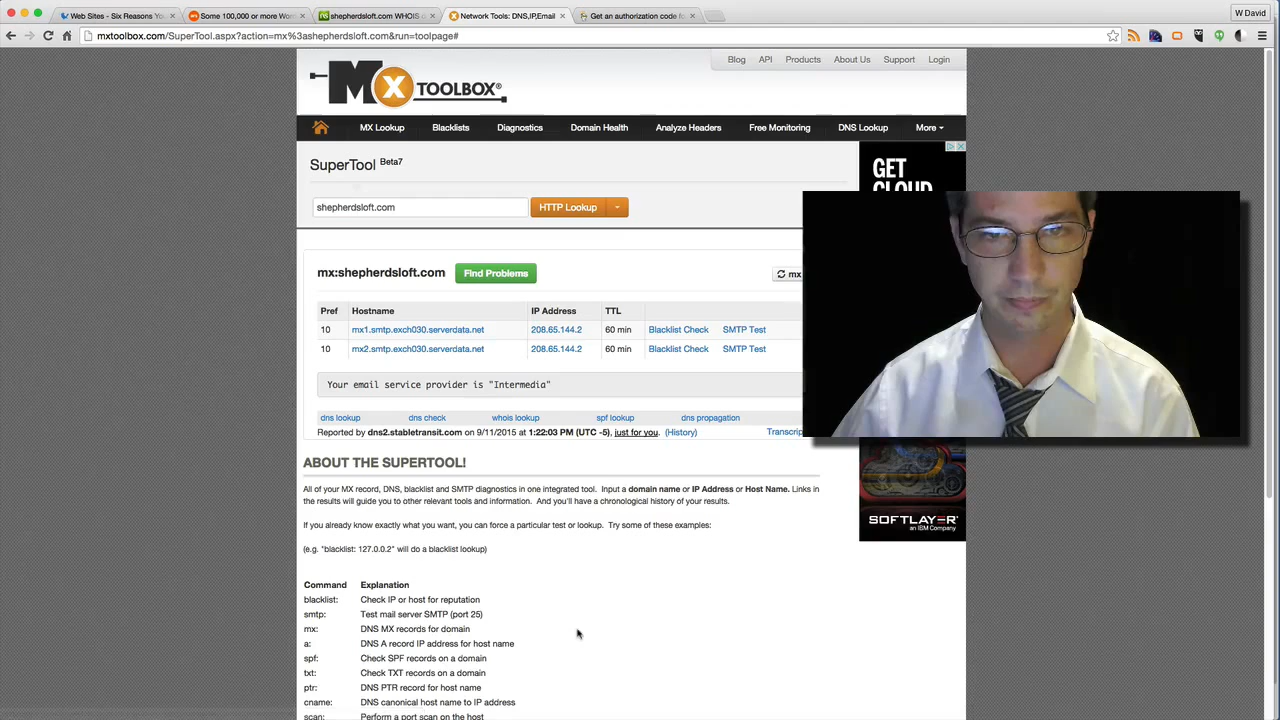 Web Sites - Six Reasons Yo
Some 100,000 or more Wor
shepherdsloft.com WHOIS
Network Tools: DNS,IP,Email
Get an authorization code fo
W David
mxtoolbox.com/SuperTool.aspx?action=mx%3ashepherdsloft.com&run=toolpage#
Blog API Products About Us Support Login
MX TOOLBOX®
MX Lookup Blacklists Diagnostics Domain Health Analyze Headers Free Monitoring DNS Lookup More
SuperTool Beta7
GET
CLOUD
shepherdsloft.com HTTP Lookup
mx:shepherdsloft.com Find Problems mx
Pref Hostname IP Address TTL
10 mx1.smtp.exch030.serverdata.net 208.65.144.2 60 min Blacklist Check SMTP Test
10 mx2.smtp.exch030.serverdata.net 208.65.144.2 60 min Blacklist Check SMTP Test
Your email service provider is "Intermedia"
dns lookup dns check whois lookup spf lookup dns propagation
Reported by dns2.stabletransit.com on 9/11/2015 at 1:22:03 PM (UTC -5), just for you. (History) Transcrip
ABOUT THE SUPERTOOL!
All of your MX record, DNS, blacklist and SMTP diagnostics in one integrated tool. Input a domain name or IP Address or Host Name. Links in
the results will guide you to other relevant tools and information. And you'll have a chronological history of your results.
If you already know exactly what you want, you can force a particular test or lookup. Try some of these examples:
(e.g. "blacklist: 127.0.0.2" will do a blacklist lookup)
SOFTLAYER®
an IBM Company
Command Explanation
blacklist: Check IP or host for reputation
smtp: Test mail server SMTP (port 25)
mx: DNS MX records for domain
a: DNS A record IP address for host name
spf: Check SPF records on a domain
txt: Check TXT records on a domain
ptr: DNS PTR record for host name
cname: DNS canonical host name to IP address
scan: Perform a port scan on the host